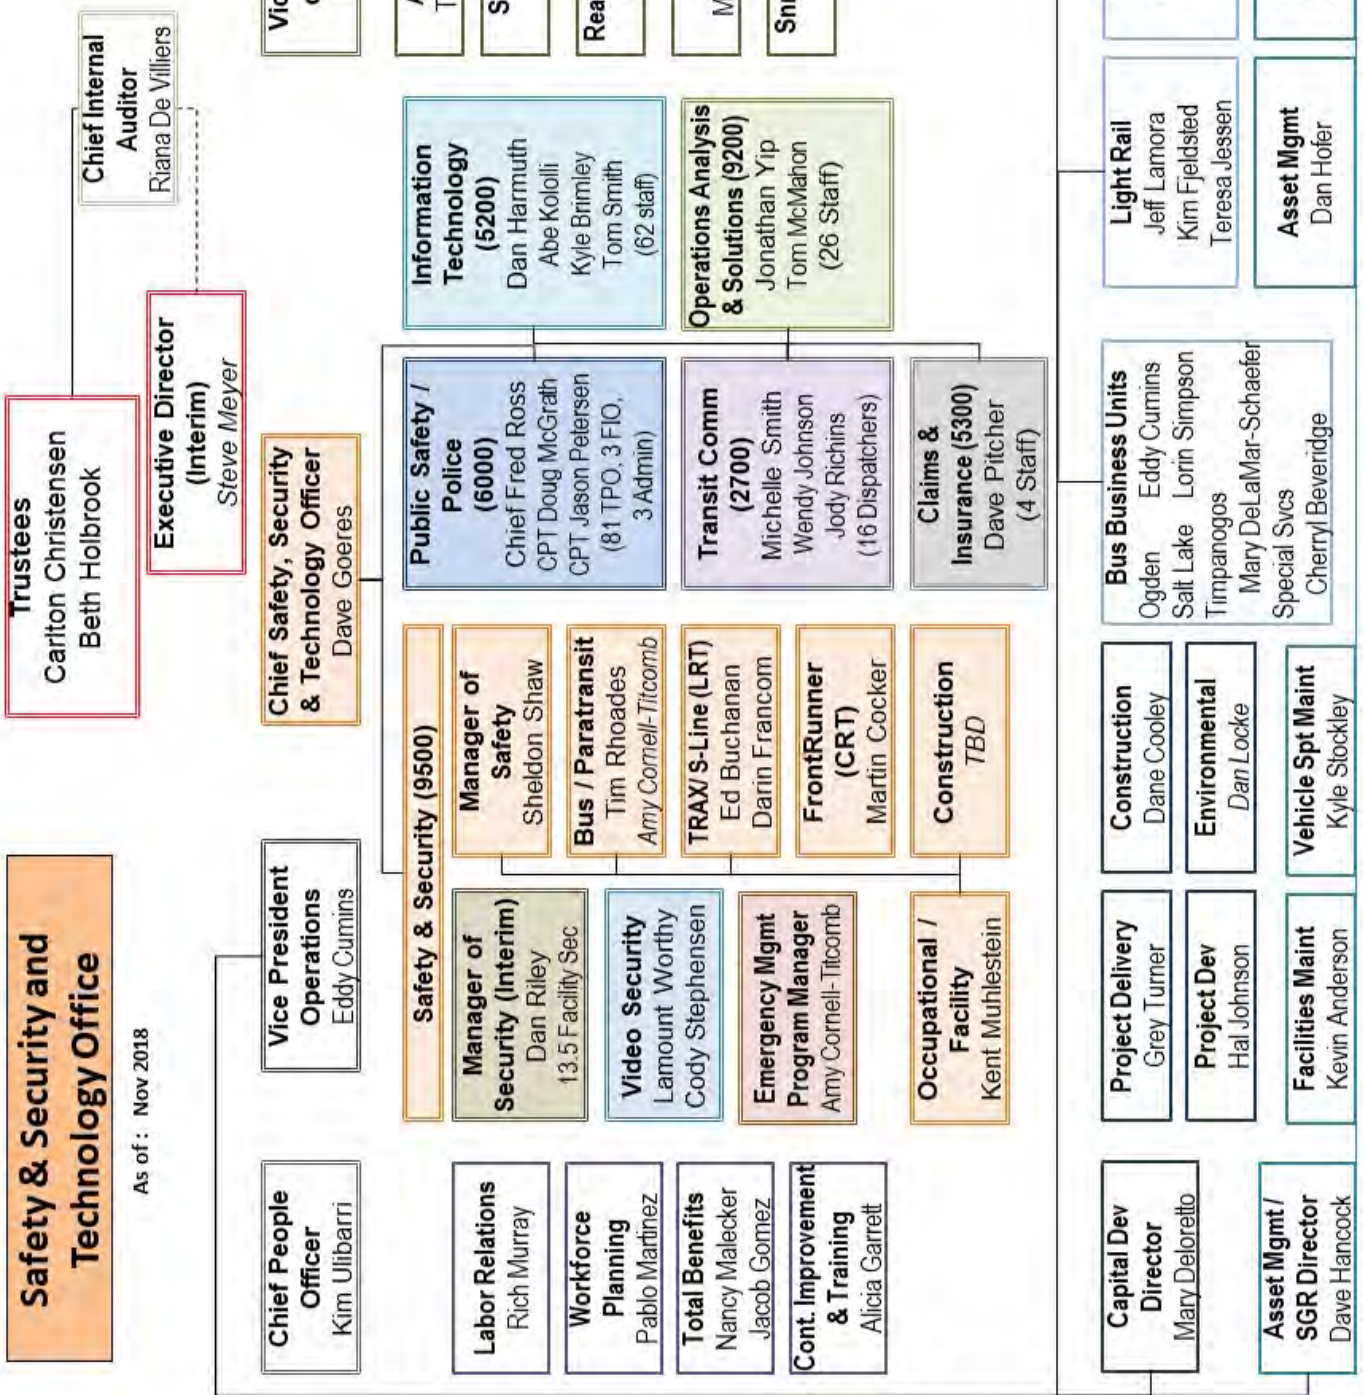 Safety & Security and
Technology Office
As of : Nov 2018
Trustees
Carlton Christensen
Beth Holbrook
Chief Internal
Auditor
Riana De Villiers
Executive Director
(Interim)
Steve Meyer
Chief People
Officer
Kim Ulibarri
Vice President
Operations
Eddy Cumins
Chief Safety, Security
& Technology Officer
Dave Goeres
Labor Relations
Rich Murray
Workforce
Planning
Pablo Martinez
Total Benefits
Nancy Malecker
Jacob Gomez
Cont. Improvement
& Training
Alicia Garrett
Safety & Security (9500)
Manager of
Security (Interim)
Dan Riley
13.5 Facility Sec
Video Security
Lamount Worthy
Cody Stephensen
Emergency Mgmt
Program Manager
Amy Cornell-Titcomb
Occupational /
Facility
Kent Muhlestein
Manager of
Safety
Sheldon Shaw
Bus / Paratransit
Tim Rhoades
Amy Cornell-Titcomb
TRAX/ S-Line (LRT)
Ed Buchanan
Darin Francom
FrontRunner
(CRT)
Martin Cocker
Construction
TBD
Public Safety /
Police
(6000)
Chief Fred Ross
CPT Doug McGrath
CPT Jason Petersen
(81 TPO, 3 FIO,
3 Admin)
Transit Comm
(2700)
Michelle Smith
Wendy Johnson
Jody Richins
(16 Dispatchers)
Claims &
Insurance (5300)
Dave Pitcher
(4 Staff)
Information
Technology
(5200)
Dan Harmuth
Abe Kololli
Kyle Brimley
Tom Smith
(62 staff)
Operations Analysis
& Solutions (9200)
Jonathan Yip
Tom McMahon
(26 Staff)
Capital Dev
Director
Mary Deloretto
Project Delivery
Grey Turner
Project Dev
Hal Johnson
Construction
Dane Cooley
Environmental
Dan Locke
Bus Business Units
Ogden Eddy Cumins
Salt Lake Lorin Simpson
Timpanogos
Mary DeLaMar-Schaefer
Special Svcs
Cherryl Beveridge
Light Rail
Jeff Lamora
Kim Fjeldsted
Teresa Jessen
Asset Mgmt /
SGR Director
Dave Hancock
Facilities Maint
Kevin Anderson
Vehicle Spt Maint
Kyle Stockley
Asset Mgmt
Dan Hofer